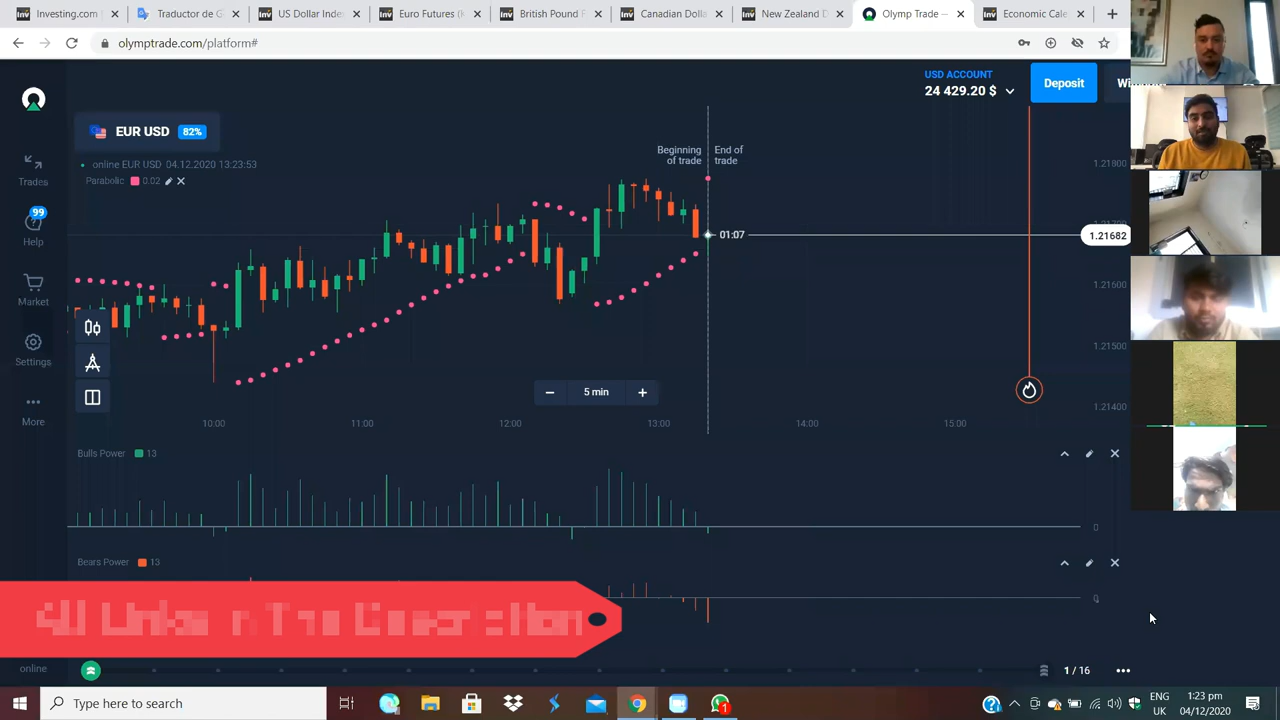 Investing.com (
Traductor de G
US Dollar Inde
Euro Futures (
British Pound F
Canadian Dolla
New Zealand D
Olymp Trade —
Economic Cale
olymptrade.com/platform#
USD ACCOUNT
24 429.20 $
Deposit
EUR USD 82%
online EUR USD 04.12.2020 13:23:53
Parabolic 0.02
Beginning of trade
End of trade
Trades
99
Help
Market
Settings
More
01:07
1.21800
1.21682
1.21600
1.21500
1.21400
5 min
10:00 11:00 12:00 13:00 14:00 15:00
Bulls Power 13
0
Bears Power 13
0
online
1 / 16
Type here to search
1
ENG
UK
1:23 pm
04/12/2020